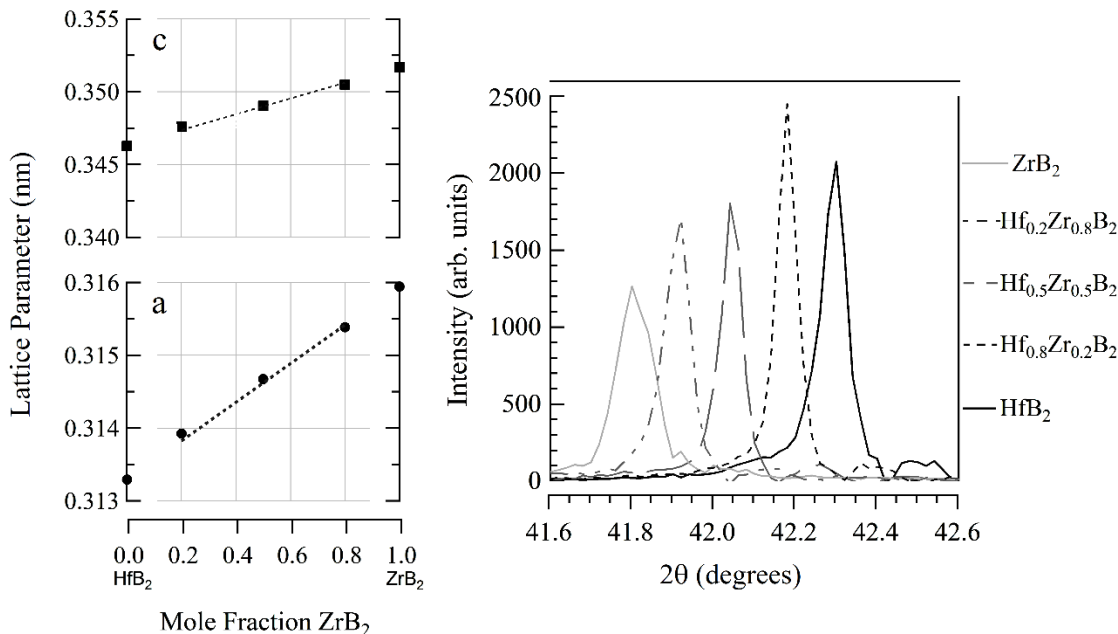 Lattice Parameter (nm)
0.355
0.350
0.345
0.340
c
0.316
0.315
0.314
0.313
a
0.0 0.2 0.4 0.6 0.8 1.0
HfB₂ ZrB₂
Mole Fraction ZrB₂
Intensity (arb. units)
2500
2000
1500
1000
500
0
41.6 41.8 42.0 42.2 42.4 42.6
2θ (degrees)
ZrB₂
Hf₀.₂Zr₀.₈B₂
Hf₀.₅Zr₀.₅B₂
Hf₀.₈Zr₀.₂B₂
HfB₂